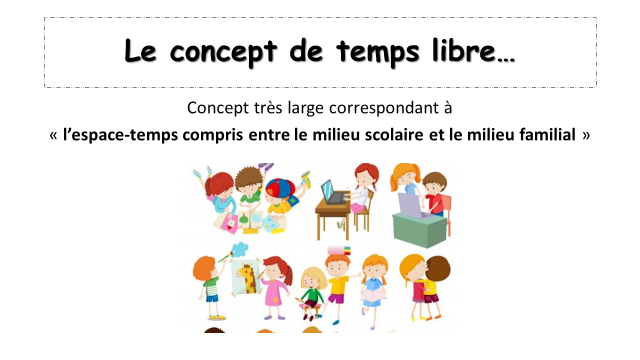 Le concept de temps libre…
Concept très large correspondant à
« l’espace-temps compris entre le milieu scolaire et le milieu familial »